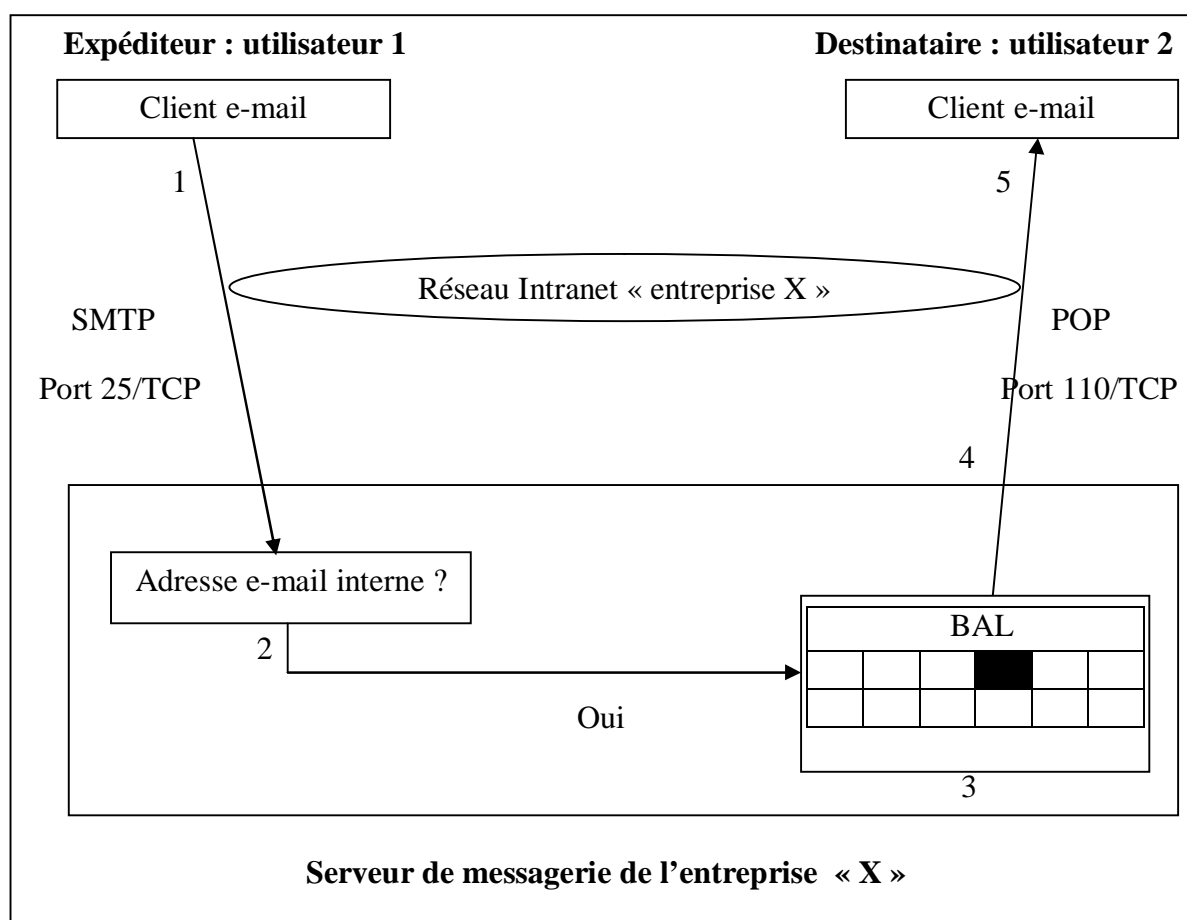 Expéditeur : utilisateur 1
Destinataire : utilisateur 2
Client e-mail
Client e-mail
1
5
Réseau Intranet « entreprise X »
SMTP
POP
Port 25/TCP
Port 110/TCP
4
Adresse e-mail interne ?
2
BAL
Oui
3
Serveur de messagerie de l’entreprise « X »